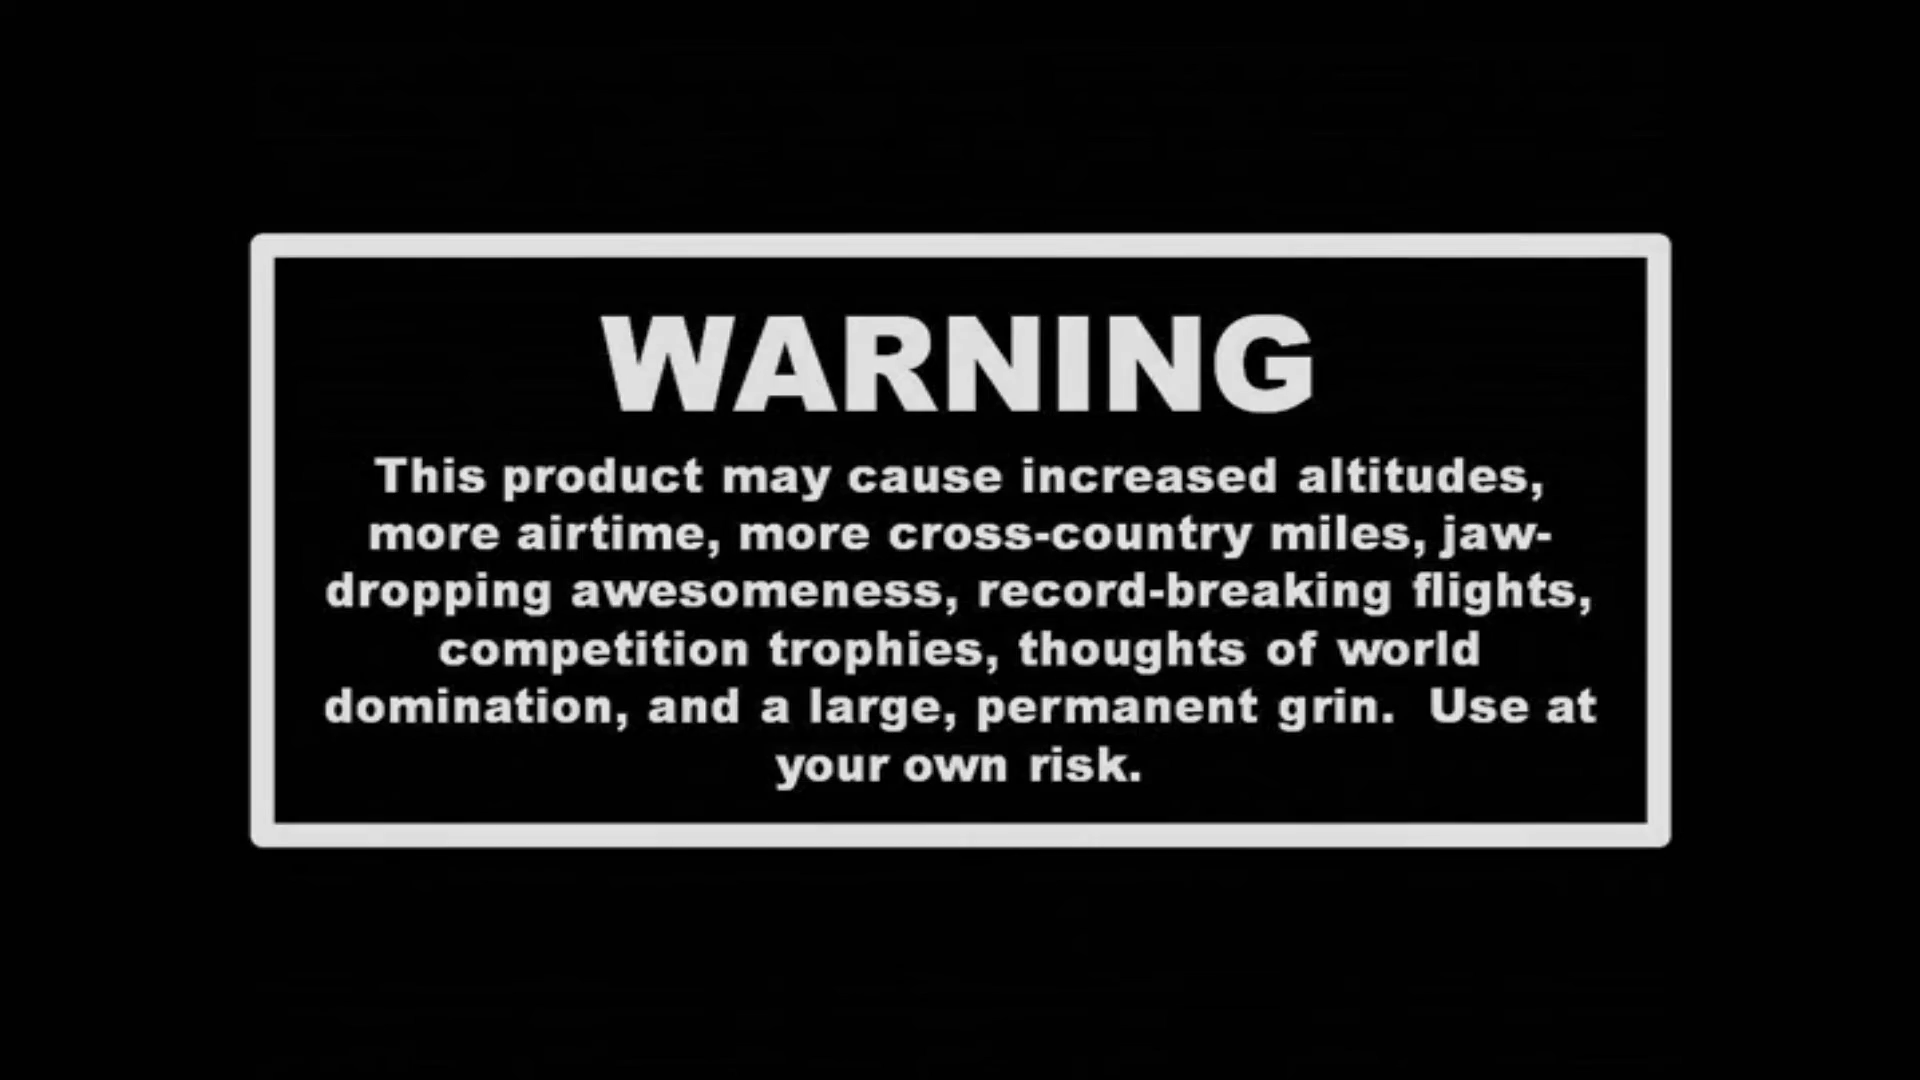 WARNING
This product may cause increased altitudes,
more airtime, more cross-country miles, jaw-
dropping awesomeness, record-breaking flights,
competition trophies, thoughts of world
domination, and a large, permanent grin.  Use at
your own risk.